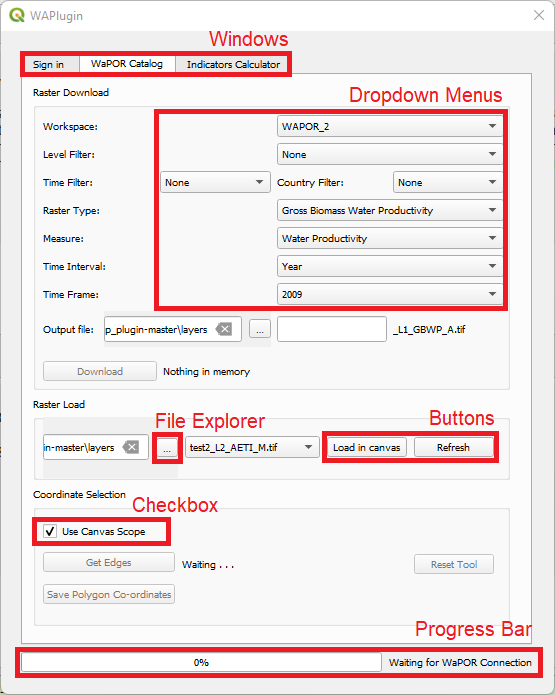 WAPlugin
Windows
Sign in WaPOR Catalog Indicators Calculator
Raster Download
Dropdown Menus
Workspace: WAPOR_2
Level Filter: None
Time Filter: None Country Filter: None
Raster Type: Gross Biomass Water Productivity
Measure: Water Productivity
Time Interval: Year
Time Frame: 2009
Output file: p_plugin-master\layers ... _L1_GBWP_A.tif
Download Nothing in memory
Raster Load
File Explorer Buttons
in-master\layers ... test2_L2_AETI_M.tif Load in canvas Refresh
Coordinate Selection
Checkbox
Use Canvas Scope
Get Edges Waiting . . . Reset Tool
Save Polygon Co-ordinates
Progress Bar
0% Waiting for WaPOR Connection